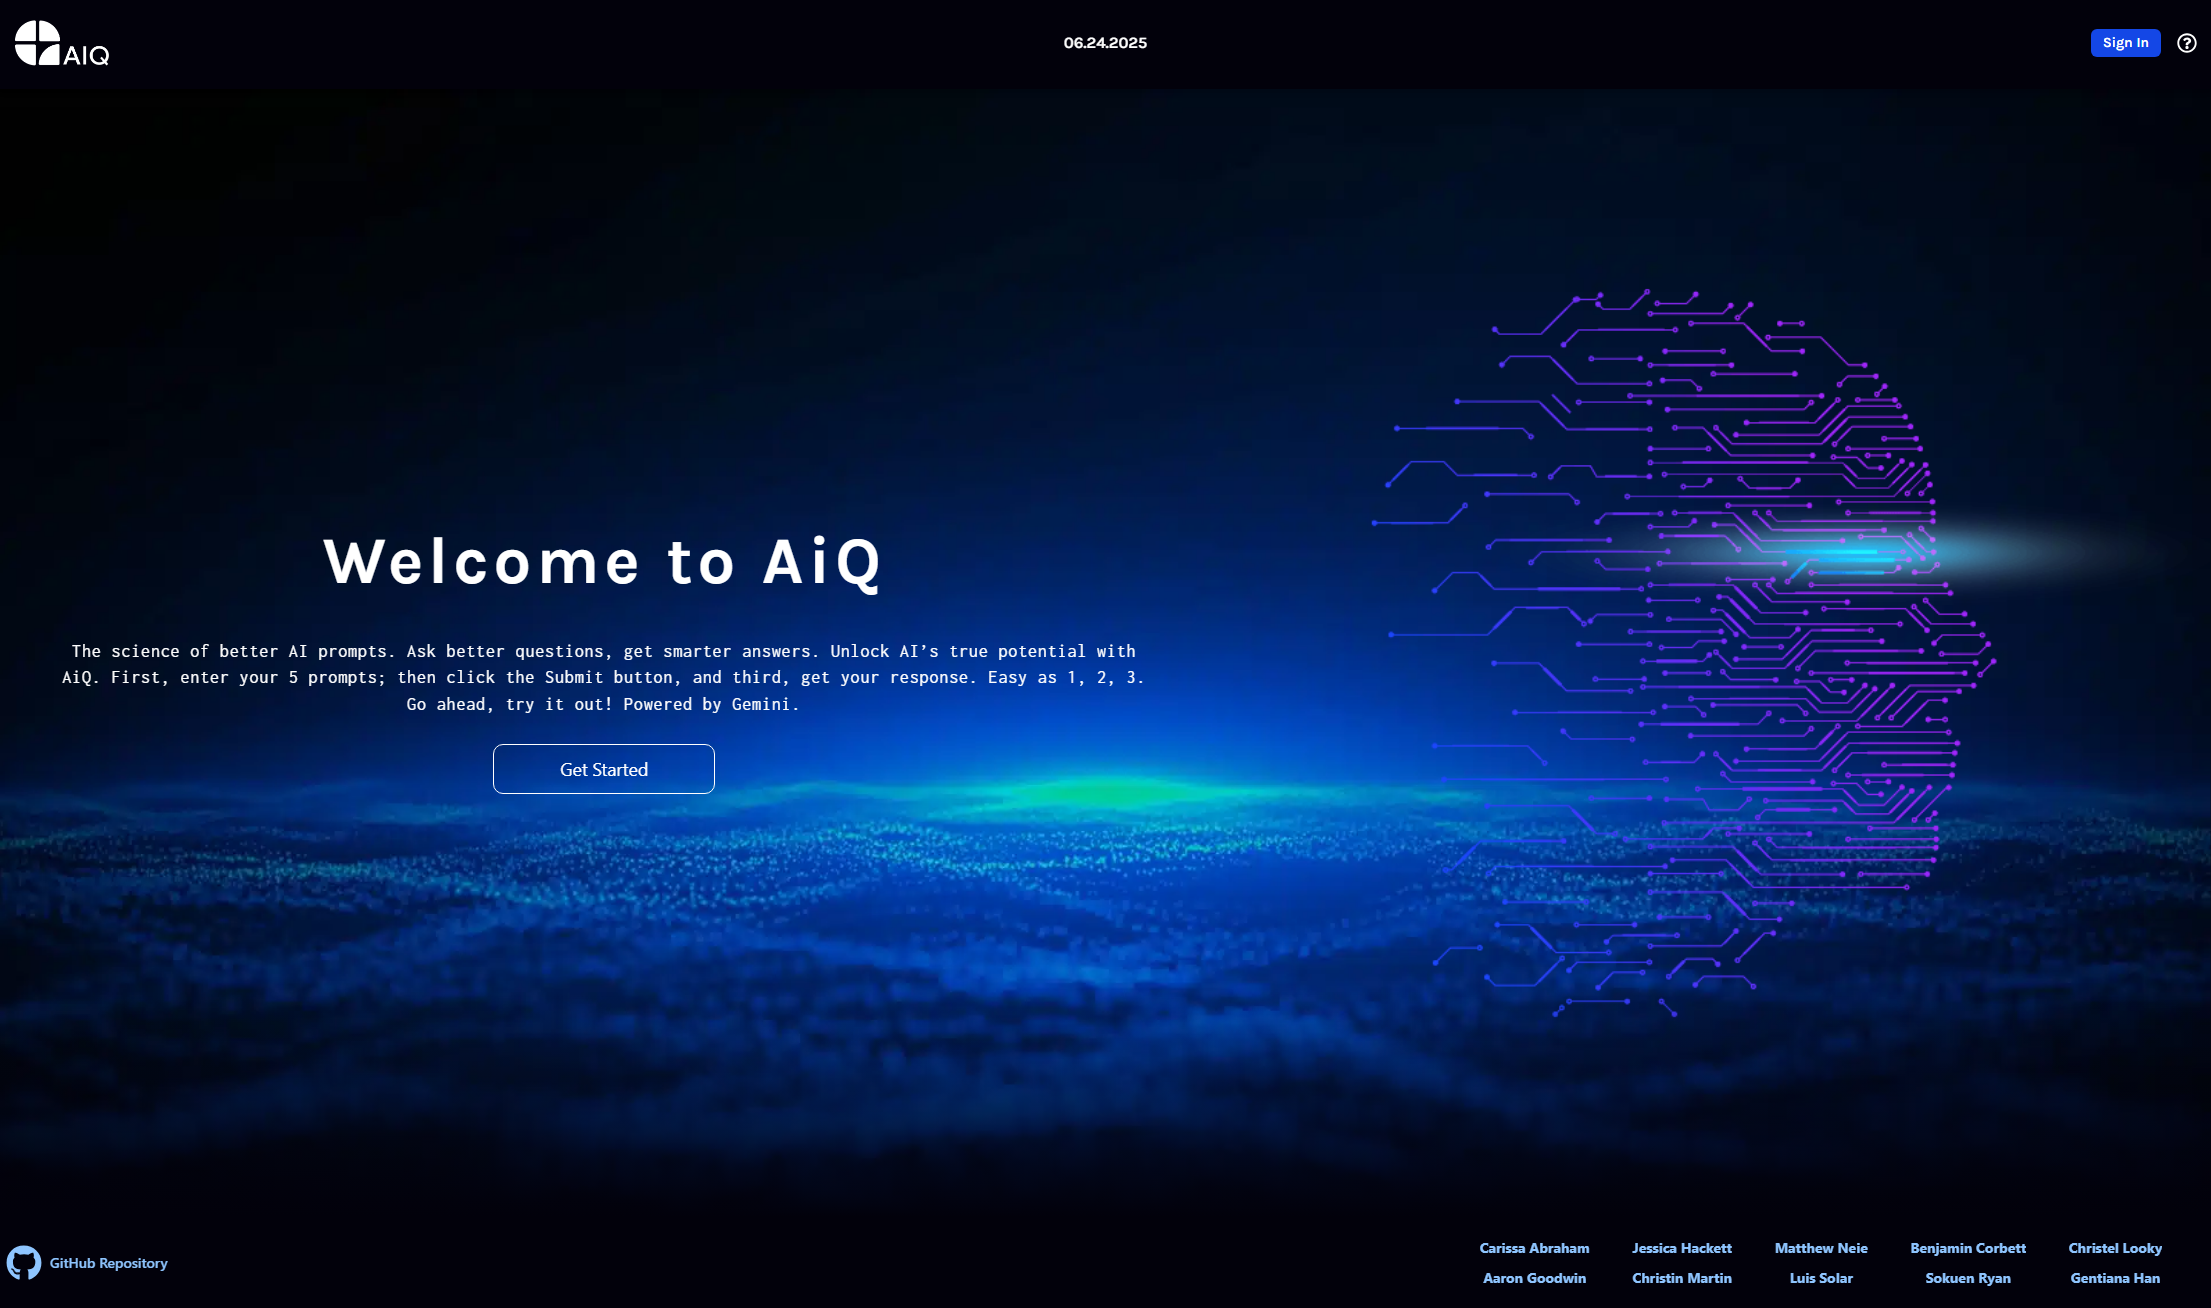 AIQ
06.24.2025
Sign In
Welcome to AiQ
The science of better AI prompts. Ask better questions, get smarter answers. Unlock AI’s true potential with
AiQ. First, enter your 5 prompts; then click the Submit button, and third, get your response. Easy as 1, 2, 3.
Go ahead, try it out! Powered by Gemini.
Get Started
GitHub Repository
Carissa Abraham Jessica Hackett Matthew Neie Benjamin Corbett Christel Looky
Aaron Goodwin Christin Martin Luis Solar Sokuen Ryan Gentiana Han